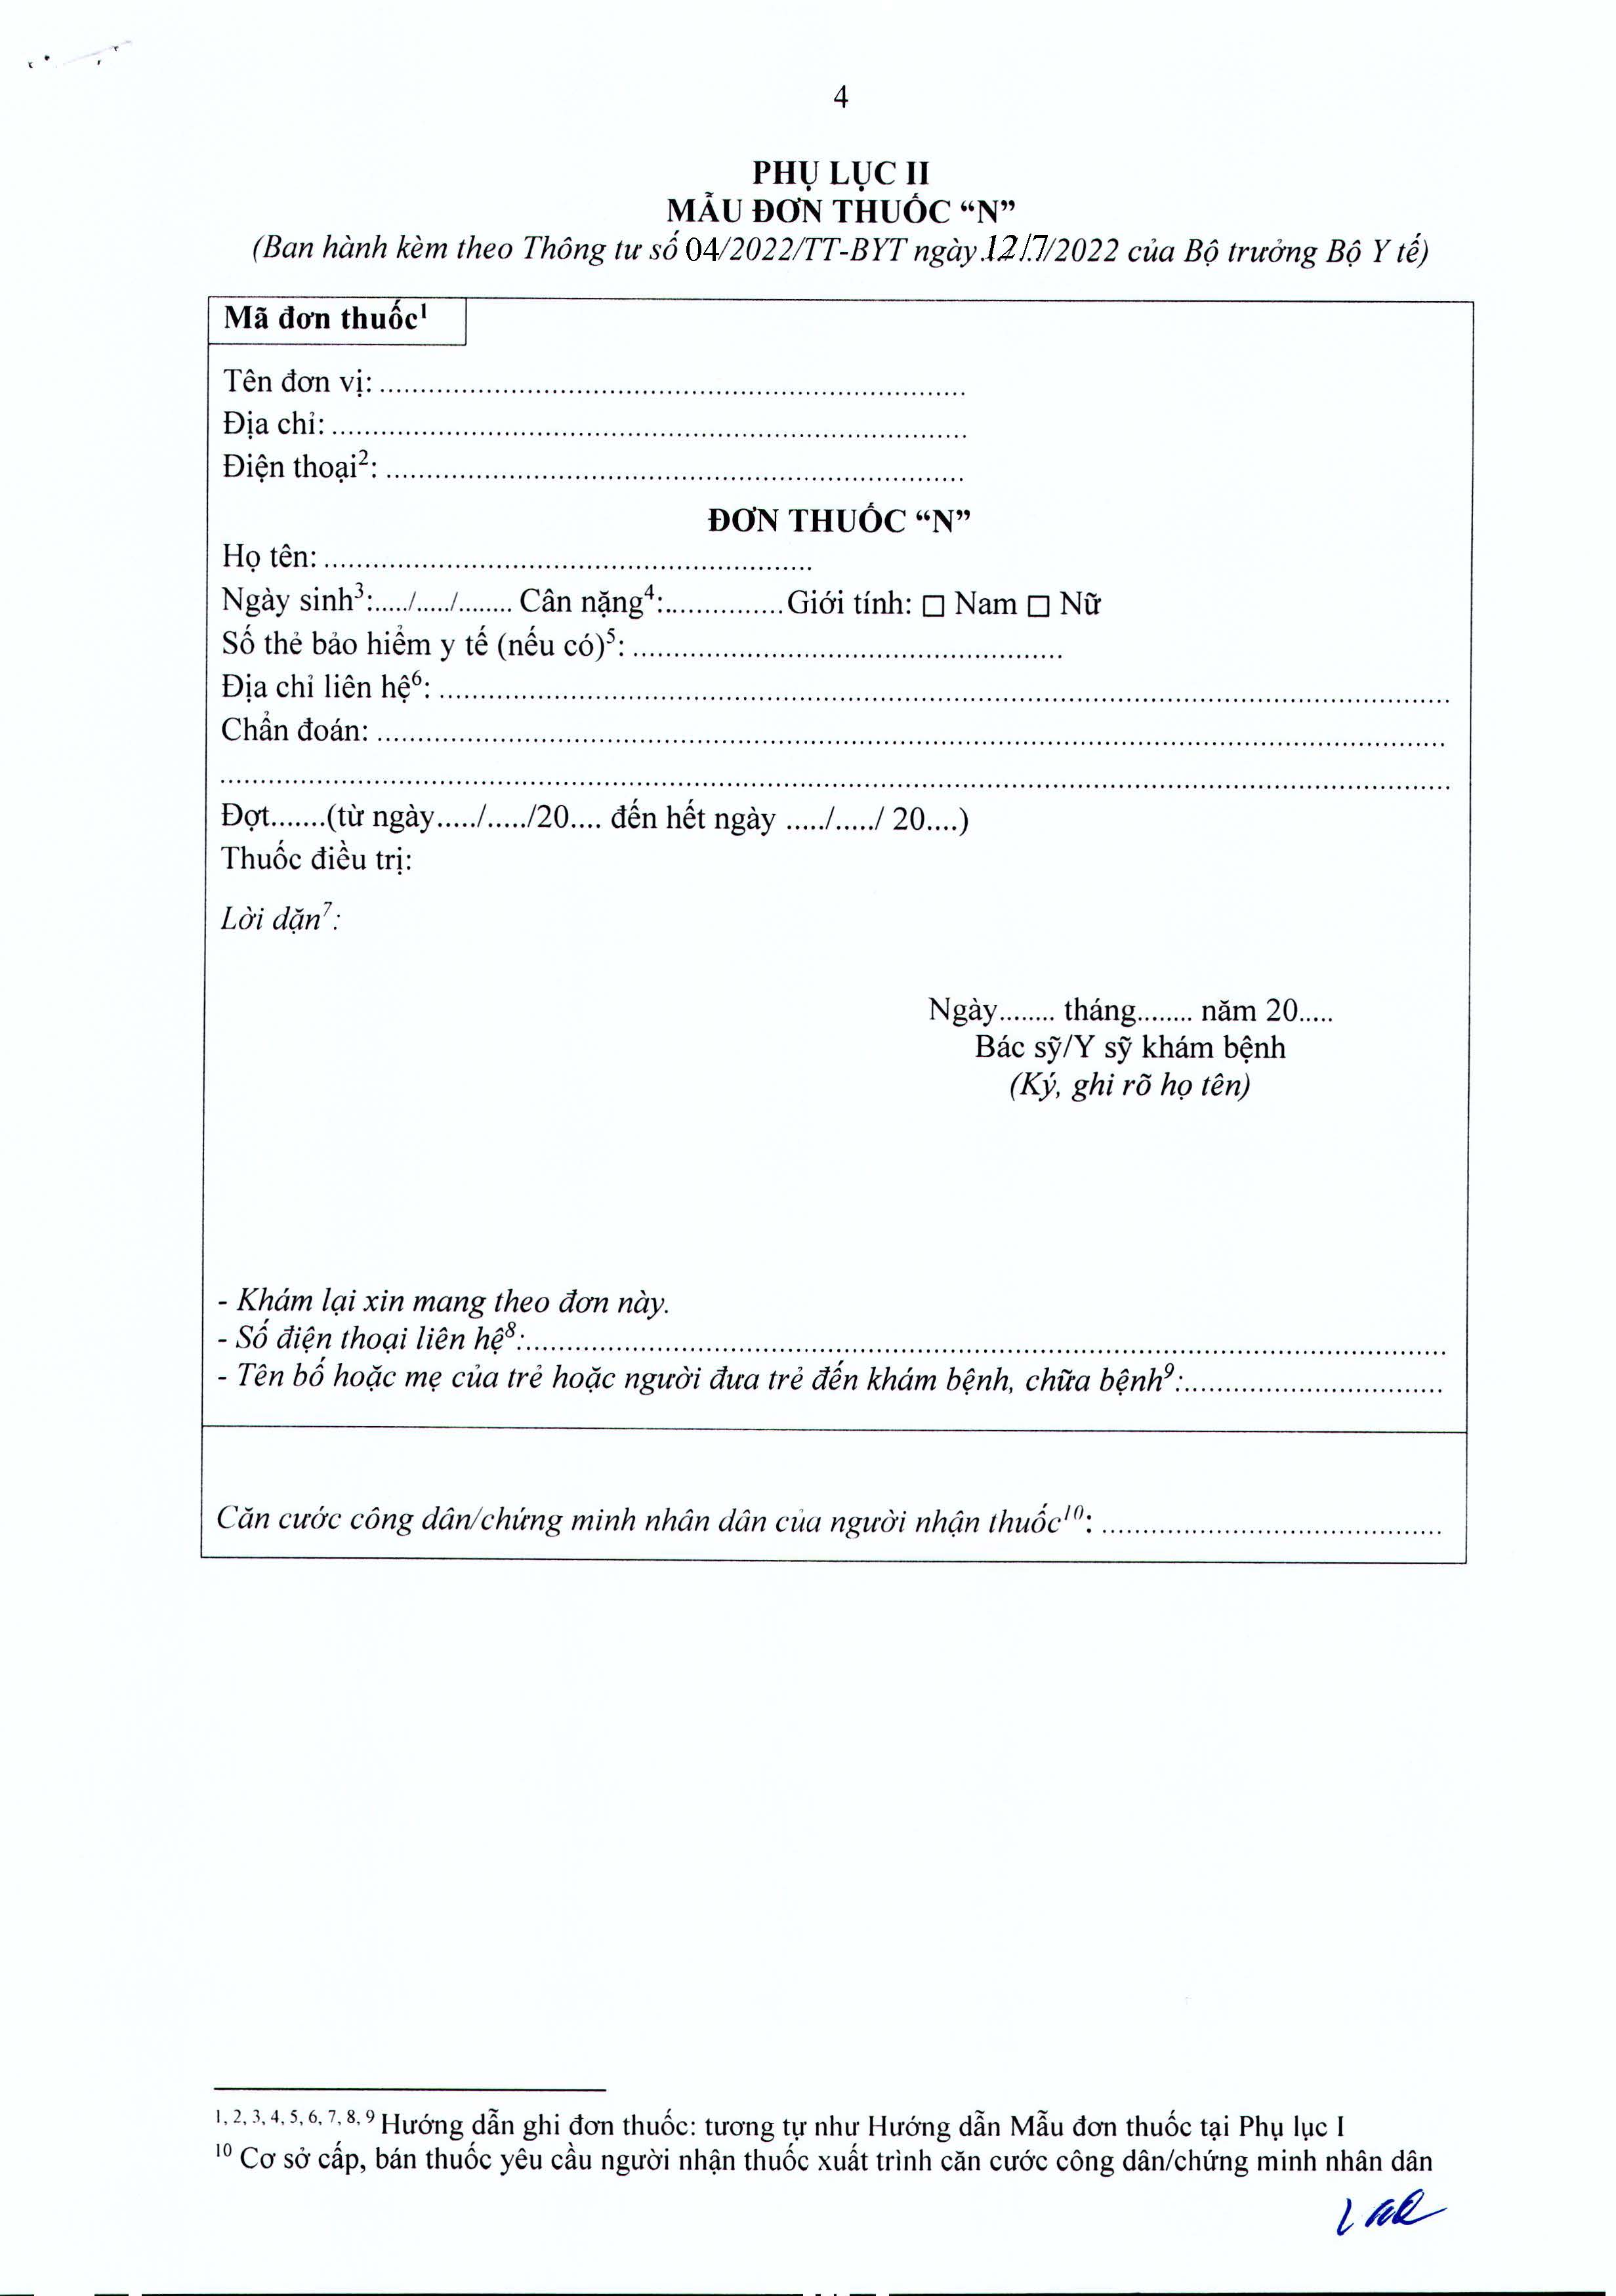 4
PHỤ LỤC II
MẪU ĐƠN THUỐC “N”
(Ban hành kèm theo Thông tư số 04/2022/TT-BYT ngày.12/.7/2022 của Bộ trưởng Bộ Y tế)
Mã đơn thuốc¹
Tên đơn vị: ........................................................................
Địa chỉ: ..............................................................................
Điện thoại²: .......................................................................
ĐƠN THUỐC “N”
Họ tên: ............................................................
Ngày sinh³:...../...../........ Cân nặng⁴:..............Giới tính: □ Nam □ Nữ
Số thẻ bảo hiểm y tế (nếu có)⁵: .....................................................
Địa chỉ liên hệ⁶: .............................................................................................................................
Chẩn đoán: ....................................................................................................................................
........................................................................................................................................................
Đợt.......(từ ngày...../...../20.... đến hết ngày ...../...../ 20....)
Thuốc điều trị:
Lời dặn⁷:
Ngày........ tháng........ năm 20.....
Bác sỹ/Y sỹ khám bệnh
(Ký, ghi rõ họ tên)
- Khám lại xin mang theo đơn này.
- Số điện thoại liên hệ⁸:..................................................................................................................
- Tên bố hoặc mẹ của trẻ hoặc người đưa trẻ đến khám bệnh, chữa bệnh⁹:................................
Căn cước công dân/chứng minh nhân dân của người nhận thuốc¹⁰: ..........................................
¹, ², ³, ⁴, ⁵, ⁶, ⁷, ⁸, ⁹ Hướng dẫn ghi đơn thuốc: tương tự như Hướng dẫn Mẫu đơn thuốc tại Phụ lục I
¹⁰ Cơ sở cấp, bán thuốc yêu cầu người nhận thuốc xuất trình căn cước công dân/chứng minh nhân dân